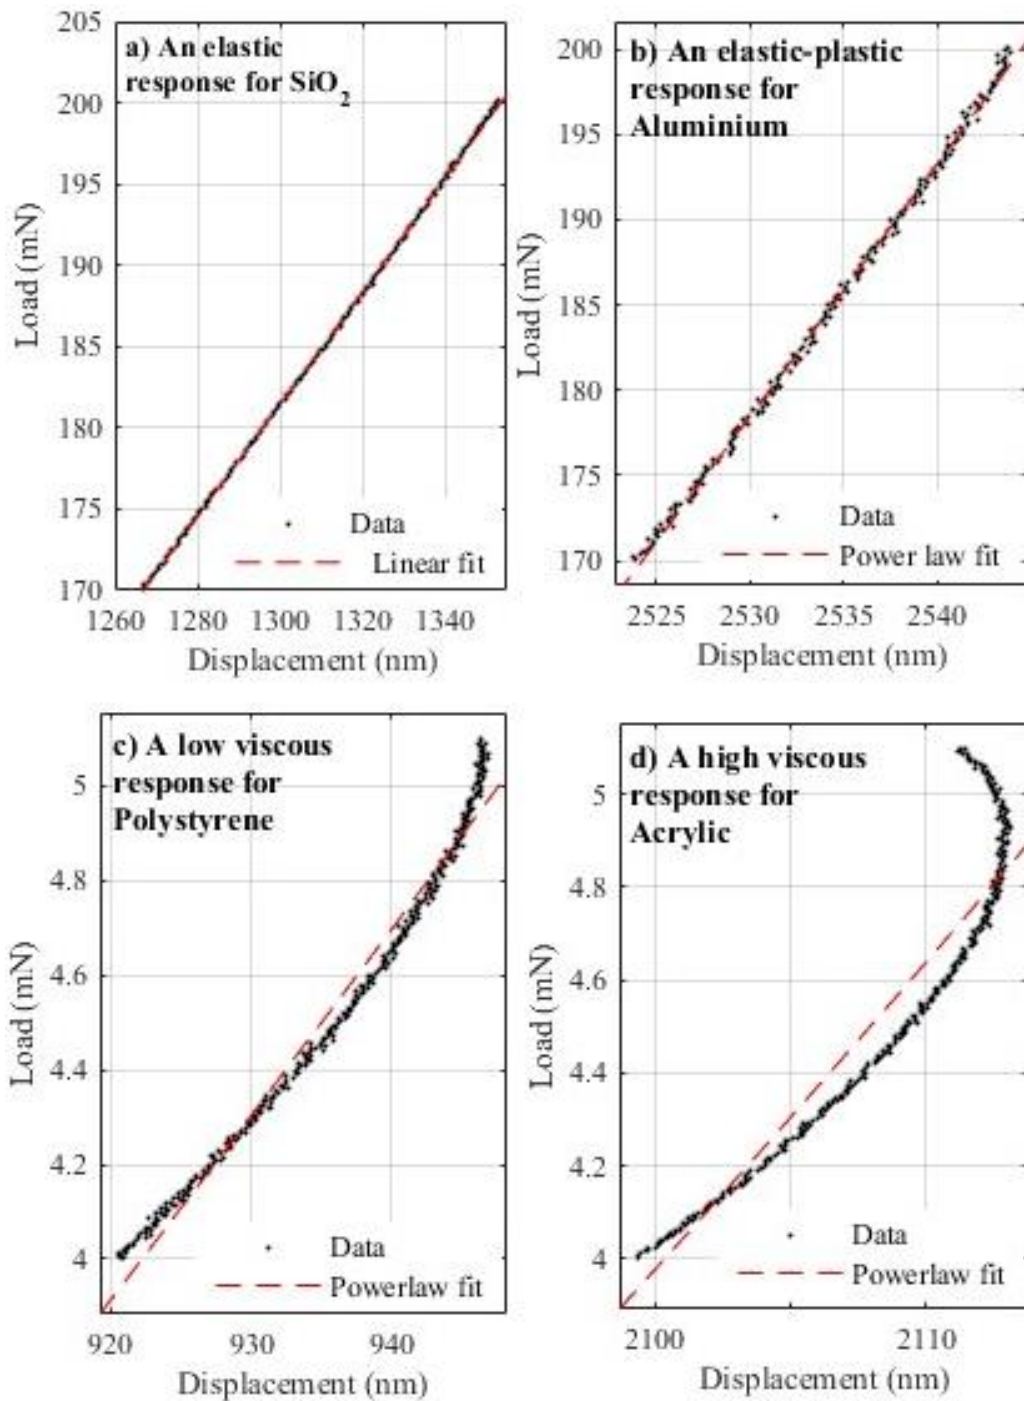 a) An elastic
response for SiO2
205
200
195
190
185
180
175
170
Load (mN)
Data
Linear fit
1260 1280 1300 1320 1340
Displacement (nm)
b) An elastic-plastic
response for
Aluminium
200
195
190
185
180
175
170
Load (mN)
Data
Power law fit
2525 2530 2535 2540
Displacement (nm)
c) A low viscous
response for
Polystyrene
5
4.8
4.6
4.4
4.2
4
Load (mN)
Data
Powerlaw fit
920 930 940
Displacement (nm)
d) A high viscous
response for
Acrylic
5
4.8
4.6
4.4
4.2
4
Load (mN)
Data
Powerlaw fit
2100 2110
Displacement (nm)